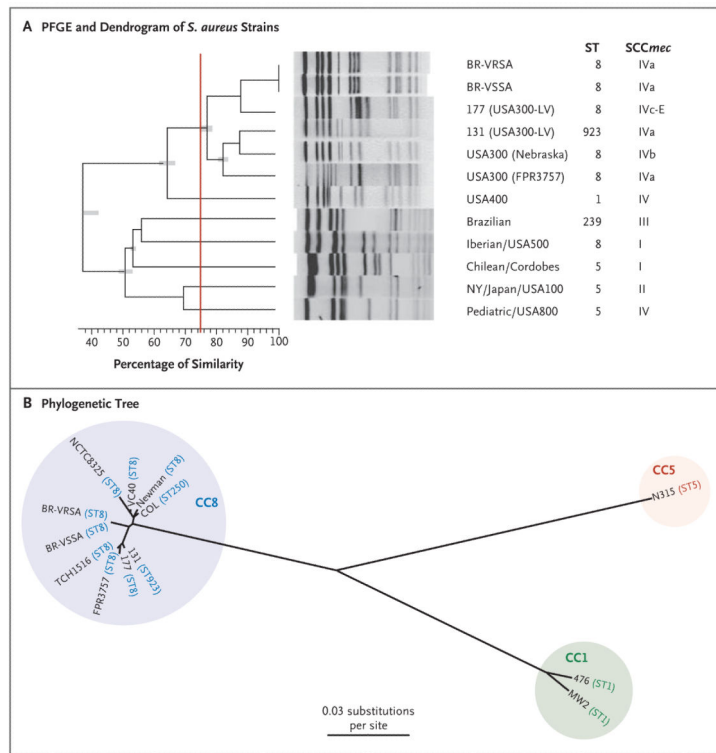 A PFGE and Dendrogram of S. aureus Strains
ST SCCmec
BR-VRSA 8 IVa
BR-VSSA 8 IVa
177 (USA300-LV) 8 IVc-E
131 (USA300-LV) 923 IVa
USA300 (Nebraska) 8 IVb
USA300 (FPR3757) 8 IVa
USA400 1 IV
Brazilian 239 III
Iberian/USA500 8 I
Chilean/Cordobes 5 I
NY/Japan/USA100 5 II
Pediatric/USA800 5 IV
40 50 60 70 80 90 100
Percentage of Similarity
B Phylogenetic Tree
NCTC8325 (ST8)
VC40 (ST8)
Newman (ST8)
COL (ST250)
CC8
BR-VRSA (ST8)
BR-VSSA (ST8)
TCH1516 (ST8)
FPR3757 (ST8)
177 (ST8)
131 (ST923)
CC5
N315 (ST5)
CC1
476 (ST1)
MW2 (ST1)
0.03 substitutions
per site